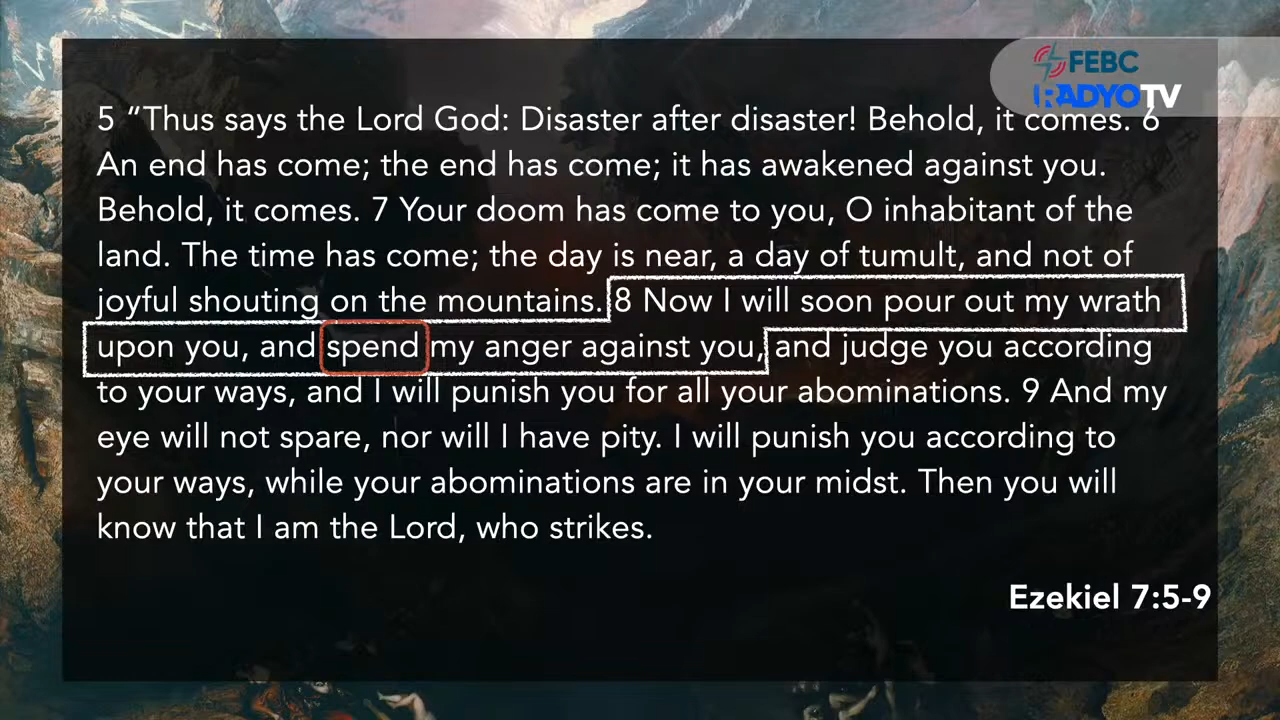 FEBC
RADYOTV
5 “Thus says the Lord God: Disaster after disaster! Behold, it comes. 6
An end has come; the end has come; it has awakened against you.
Behold, it comes. 7 Your doom has come to you, O inhabitant of the
land. The time has come; the day is near, a day of tumult, and not of
joyful shouting on the mountains. 8 Now I will soon pour out my wrath
upon you, and spend my anger against you, and judge you according
to your ways, and I will punish you for all your abominations. 9 And my
eye will not spare, nor will I have pity. I will punish you according to
your ways, while your abominations are in your midst. Then you will
know that I am the Lord, who strikes.
Ezekiel 7:5-9